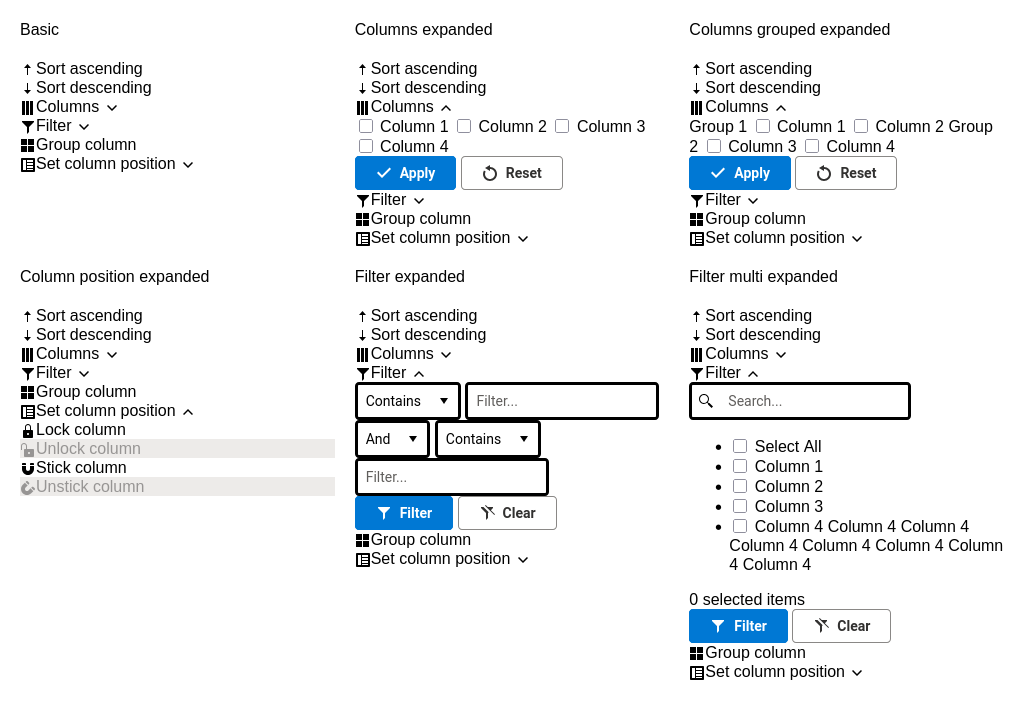 Basic
Sort ascending
Sort descending
Columns
Filter
Group column
Set column position
Columns expanded
Sort ascending
Sort descending
Columns
Column 1 Column 2 Column 3
Column 4
Apply Reset
Filter
Group column
Set column position
Columns grouped expanded
Sort ascending
Sort descending
Columns
Group 1 Column 1 Column 2 Group
2 Column 3 Column 4
Apply Reset
Filter
Group column
Set column position
Column position expanded
Sort ascending
Sort descending
Columns
Filter
Group column
Set column position
Lock column
Unlock column
Stick column
Unstick column
Filter expanded
Sort ascending
Sort descending
Columns
Filter
Contains Filter...
And Contains
Filter...
Filter Clear
Group column
Set column position
Filter multi expanded
Sort ascending
Sort descending
Columns
Filter
Search...
Select All
Column 1
Column 2
Column 3
Column 4 Column 4 Column 4
Column 4 Column 4 Column 4 Column
4 Column 4
0 selected items
Filter Clear
Group column
Set column position